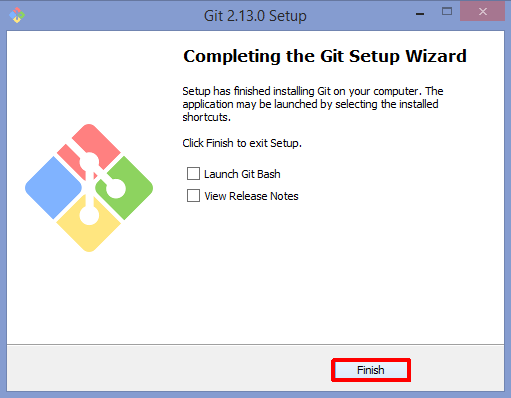 Git 2.13.0 Setup
Completing the Git Setup Wizard
Setup has finished installing Git on your computer. The
application may be launched by selecting the installed
shortcuts.
Click Finish to exit Setup.
Launch Git Bash
View Release Notes
Finish